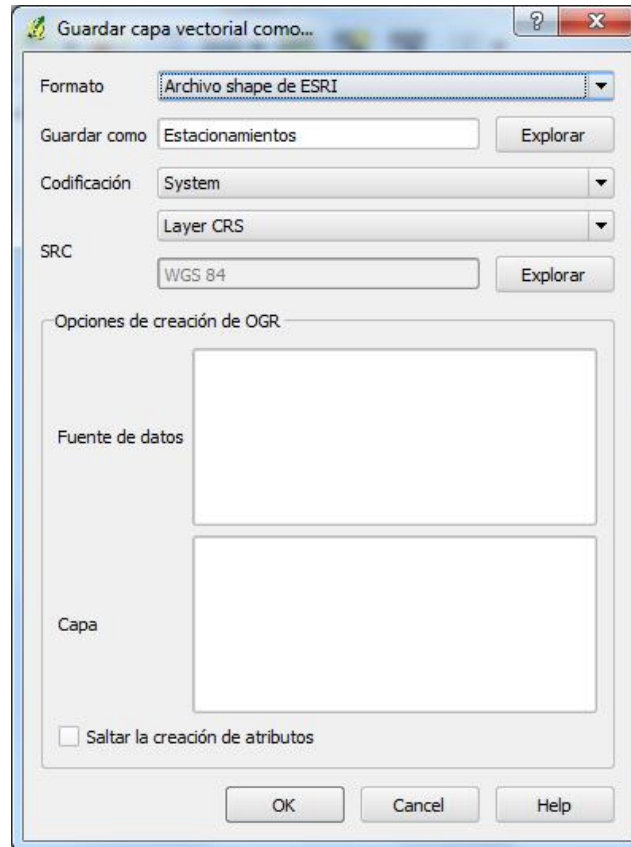 Guardar capa vectorial como...
Formato Archivo shape de ESRI
Guardar como Estacionamientos Explorar
Codificación System
Layer CRS
SRC
WGS 84 Explorar
Opciones de creación de OGR
Fuente de datos
Capa
Saltar la creación de atributos
OK Cancel Help